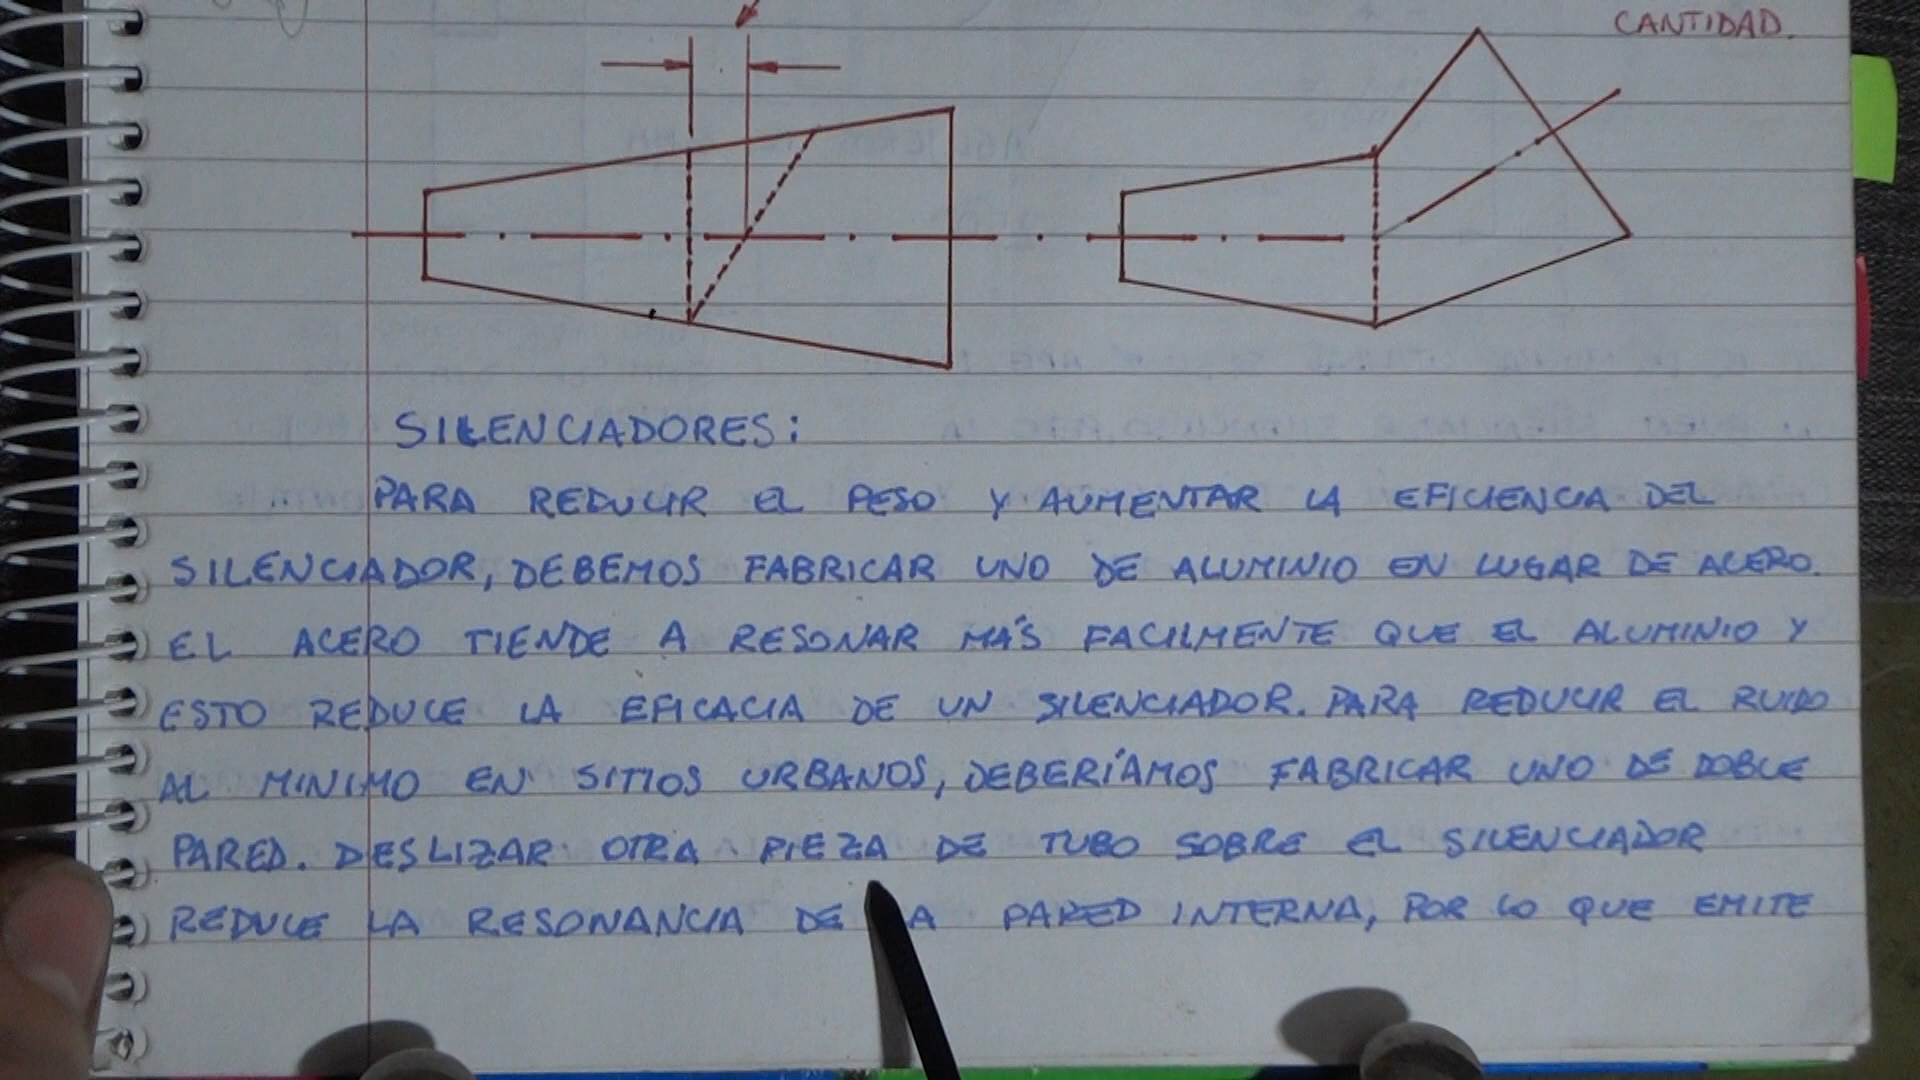 CANTIDAD.
SILENCIADORES:
PARA REDUCIR EL PESO Y AUMENTAR LA EFICIENCIA DEL
SILENCIADOR, DEBEMOS FABRICAR UNO DE ALUMINIO EN LUGAR DE ACERO.
EL ACERO TIENDE A RESONAR MÁS FACILMENTE QUE EL ALUMINIO Y
ESTO REDUCE LA EFICACIA DE UN SILENCIADOR. PARA REDUCIR EL RUIDO
AL MINIMO EN SITIOS URBANOS, DEBERÍAMOS FABRICAR UNO DE DOBLE
PARED. DESLIZAR OTRA PIEZA DE TUBO SOBRE EL SILENCIADOR
REDUCE LA RESONANCIA DE A PARED INTERNA, POR LO QUE EMITE